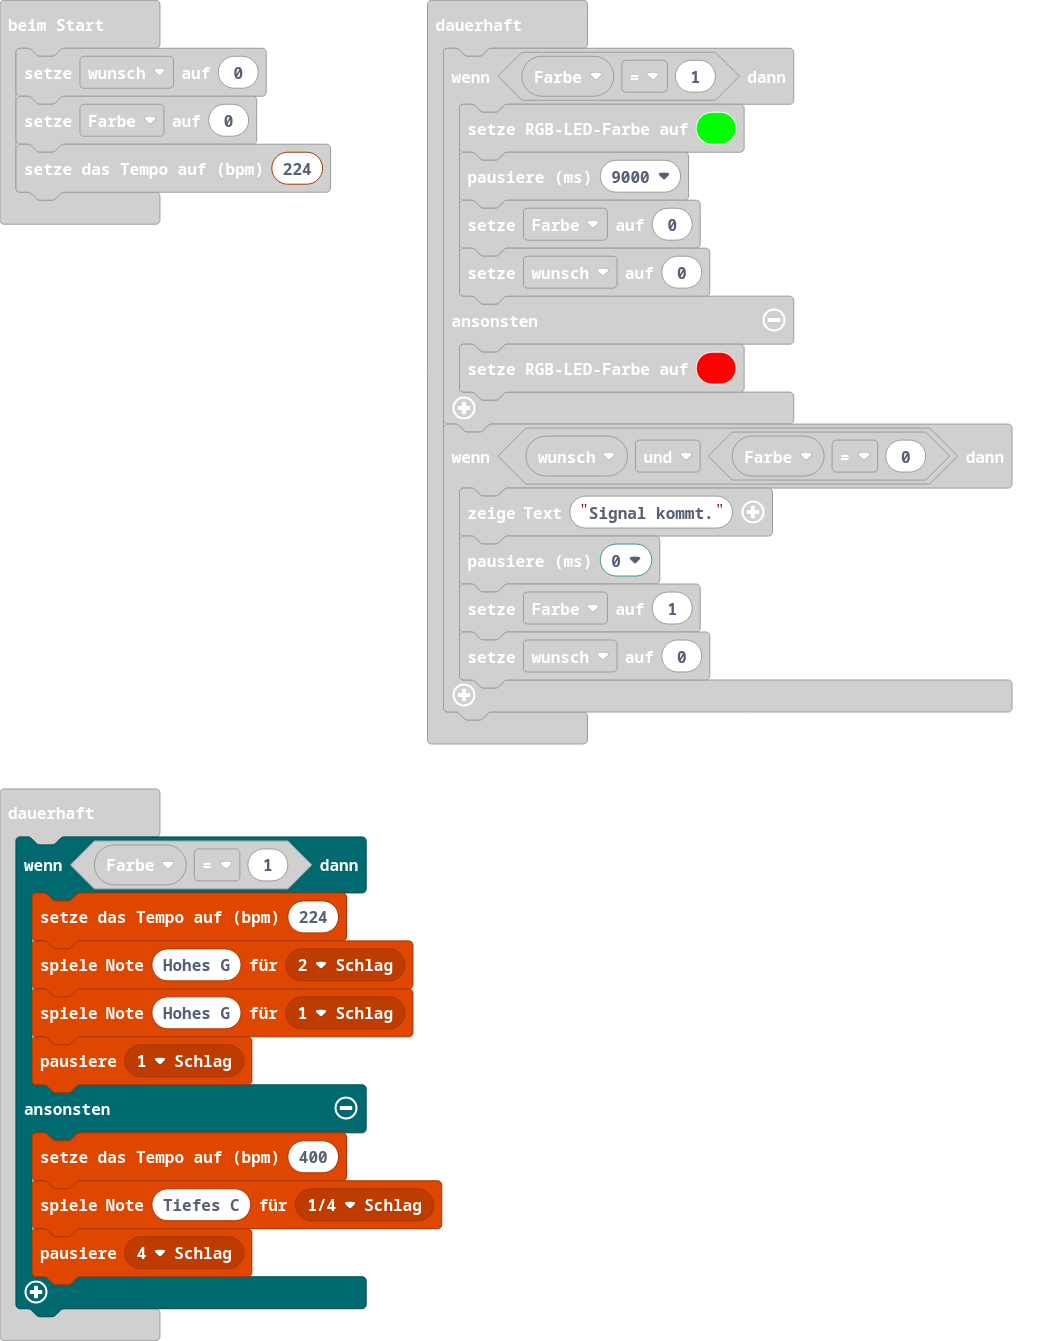 beim Start
setze wunsch auf 0
setze Farbe auf 0
setze das Tempo auf (bpm) 224
dauerhaft
wenn Farbe = 1 dann
setze RGB-LED-Farbe auf
pausiere (ms) 9000
setze Farbe auf 0
setze wunsch auf 0
ansonsten
setze RGB-LED-Farbe auf
wenn wunsch und Farbe = 0 dann
zeige Text "Signal kommt."
pausiere (ms) 0
setze Farbe auf 1
setze wunsch auf 0
dauerhaft
wenn Farbe = 1 dann
setze das Tempo auf (bpm) 224
spiele Note Hohes G für 2 Schlag
spiele Note Hohes G für 1 Schlag
pausiere 1 Schlag
ansonsten
setze das Tempo auf (bpm) 400
spiele Note Tiefes C für 1/4 Schlag
pausiere 4 Schlag